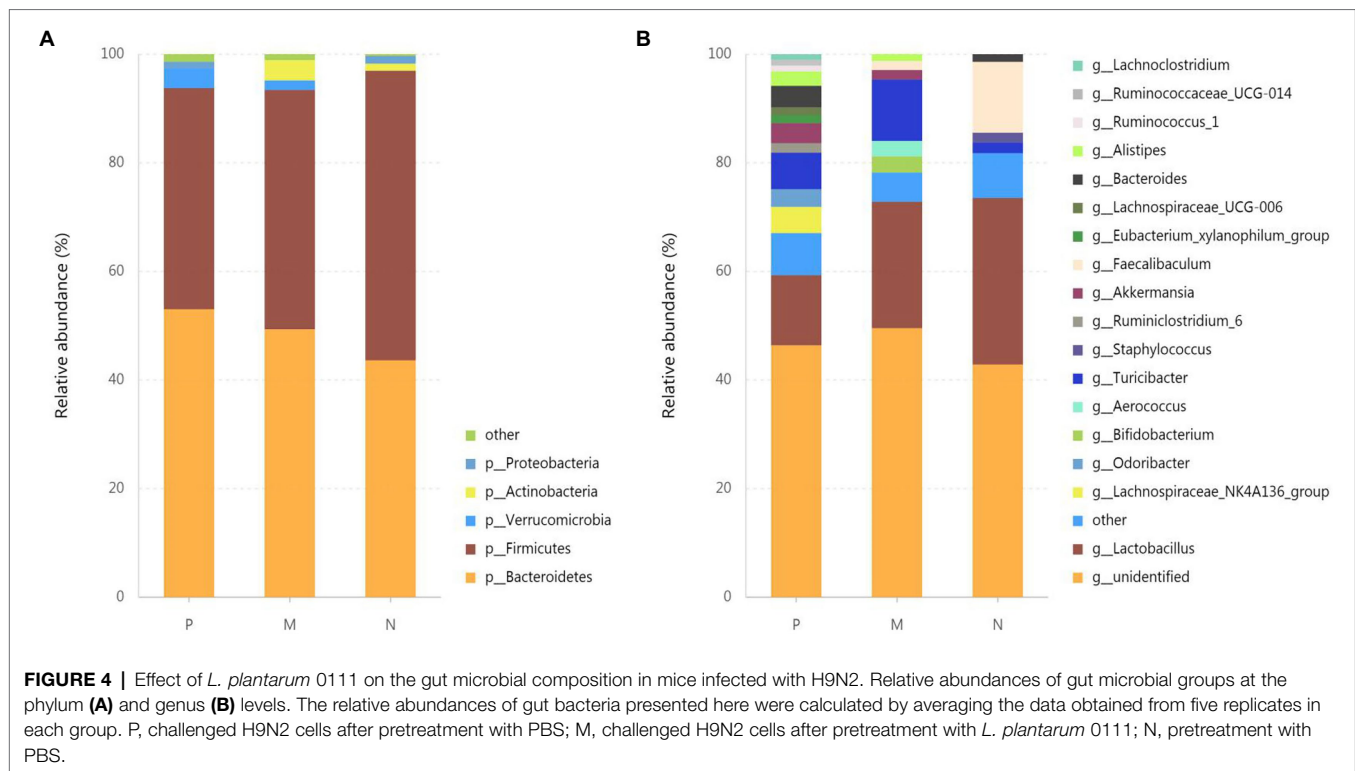 A
100
80
60
40
20
0
Relative abundance (%)
P
M
N
other
p__Proteobacteria
p__Actinobacteria
p__Verrucomicrobia
p__Firmicutes
p__Bacteroidetes
B
100
80
60
40
20
0
Relative abundance (%)
P
M
N
g__Lachnoclostridium
g__Ruminococcaceae_UCG-014
g__Ruminococcus_1
g__Alistipes
g__Bacteroides
g__Lachnospiraceae_UCG-006
g__Eubacterium_xylanophilum_group
g__Faecalibaculum
g__Akkermansia
g__Ruminiclostridium_6
g__Staphylococcus
g__Turicibacter
g__Aerococcus
g__Bifidobacterium
g__Odoribacter
g__Lachnospiraceae_NK4A136_group
other
g__Lactobacillus
g__unidentified
FIGURE 4 | Effect of L. plantarum 0111 on the gut microbial composition in mice infected with H9N2. Relative abundances of gut microbial groups at the
phylum (A) and genus (B) levels. The relative abundances of gut bacteria presented here were calculated by averaging the data obtained from five replicates in
each group. P, challenged H9N2 cells after pretreatment with PBS; M, challenged H9N2 cells after pretreatment with L. plantarum 0111; N, pretreatment with
PBS.